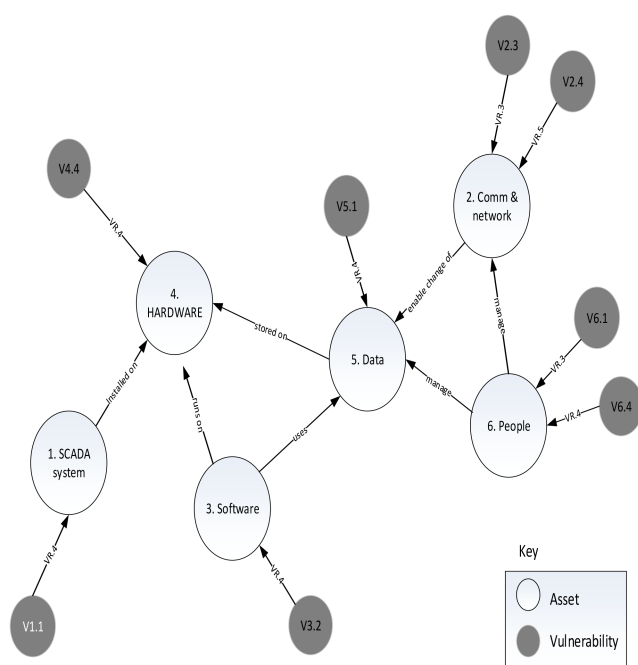 V2.3
V2.4
VR.3
VR.5
V4.4
VR.4
V5.1
VR.4
2. Comm &
network
enable change of
4.
HARDWARE
stored on
manage
V6.1
VR.3
5. Data
manage
V6.4
VR.4
Installed on
runs on
uses
6. People
1. SCADA
system
3. Software
VR.4
VR.4
V1.1
V3.2
Key
Asset
Vulnerability